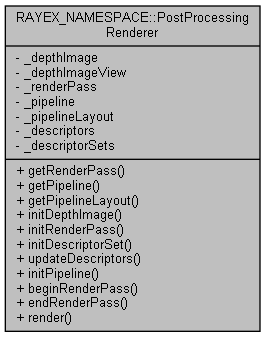 RAYEX_NAMESPACE::PostProcessing
Renderer
- _depthImage
- _depthImageView
- _renderPass
- _pipeline
- _pipelineLayout
- _descriptors
- _descriptorSets
+ getRenderPass()
+ getPipeline()
+ getPipelineLayout()
+ initDepthImage()
+ initRenderPass()
+ initDescriptorSet()
+ updateDescriptors()
+ initPipeline()
+ beginRenderPass()
+ endRenderPass()
+ render()